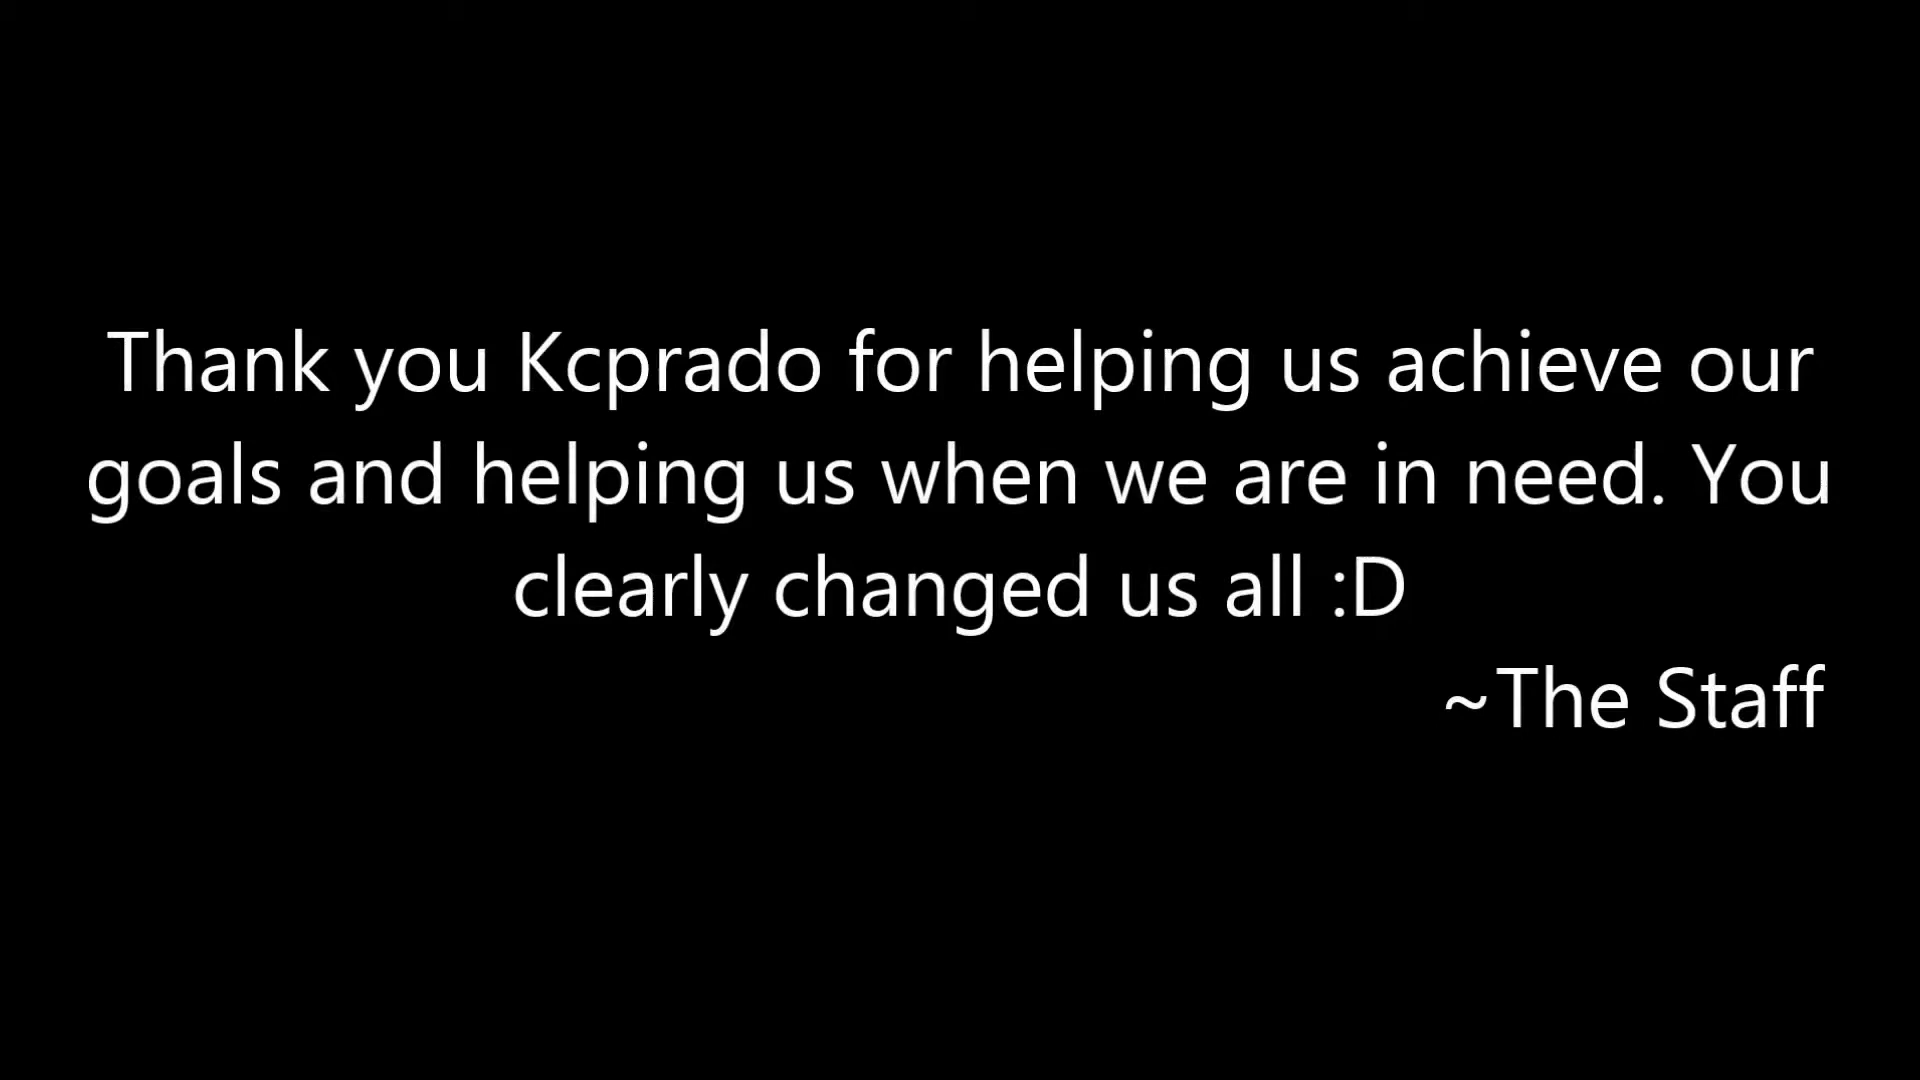 Thank you Kcprado for helping us achieve our
goals and helping us when we are in need. You
clearly changed us all :D
~The Staff